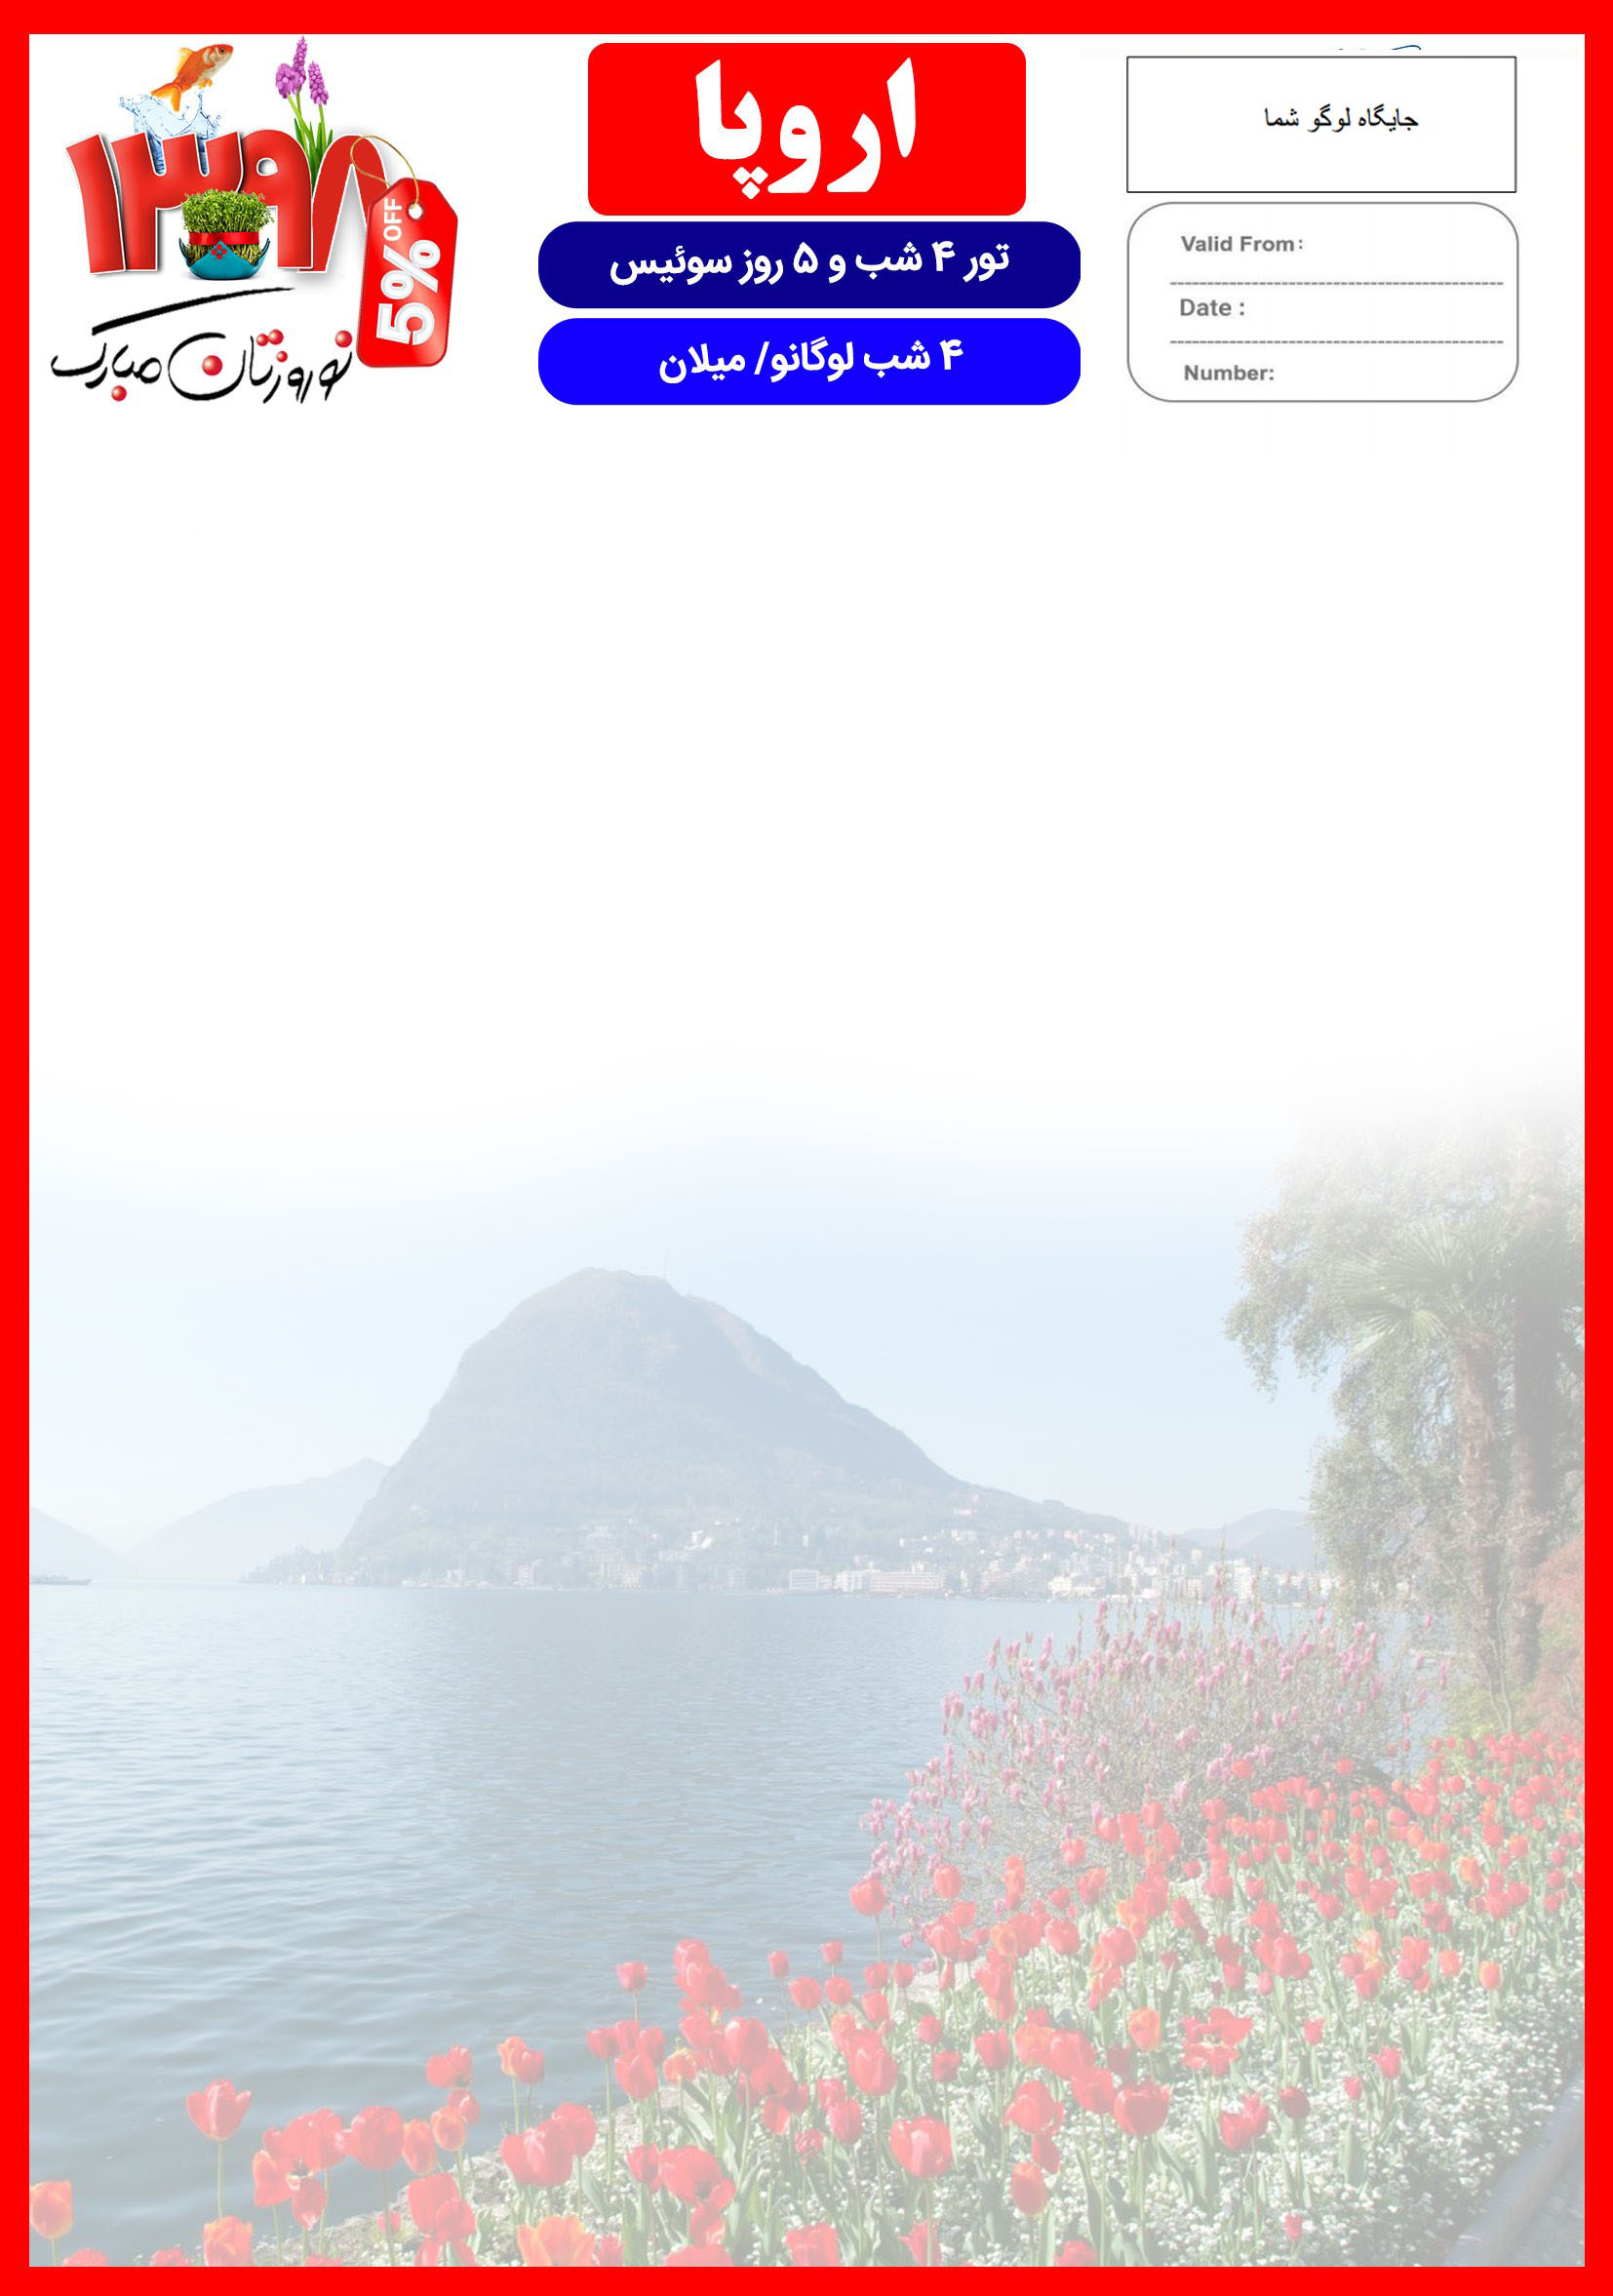 ۱۳۹۸
5% OFF
نوروزتان مبارک
اروپا
تور ۴ شب و ۵ روز سوئیس
۴ شب لوگانو/ میلان
جایگاه لوگو شما
Valid From:
Date :
Number: